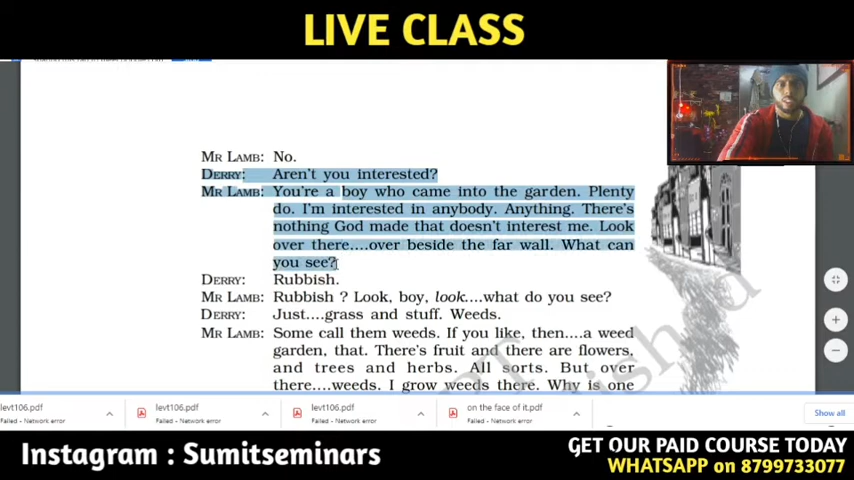 LIVE CLASS
MR LAMB: No.
DERRY: Aren't you interested?
MR LAMB: You're a boy who came into the garden. Plenty
do. I'm interested in anybody. Anything. There's
nothing God made that doesn't interest me. Look
over there....over beside the far wall. What can
you see?
DERRY: Rubbish.
MR LAMB: Rubbish ? Look, boy, look....what do you see?
DERRY: Just....grass and stuff. Weeds.
MR LAMB: Some call them weeds. If you like, then....a weed
garden, that. There's fruit and there are flowers,
and trees and herbs. All sorts. But over
there....weeds. I grow weeds there. Why is one
levt106.pdf
Failed - Network error
levt106.pdf
Failed - Network error
levt106.pdf
Failed - Network error
on the face of it.pdf
Failed - Network error
Show all
Instagram : Sumitseminars
GET OUR PAID COURSE TODAY
WHATSAPP on 8799733077